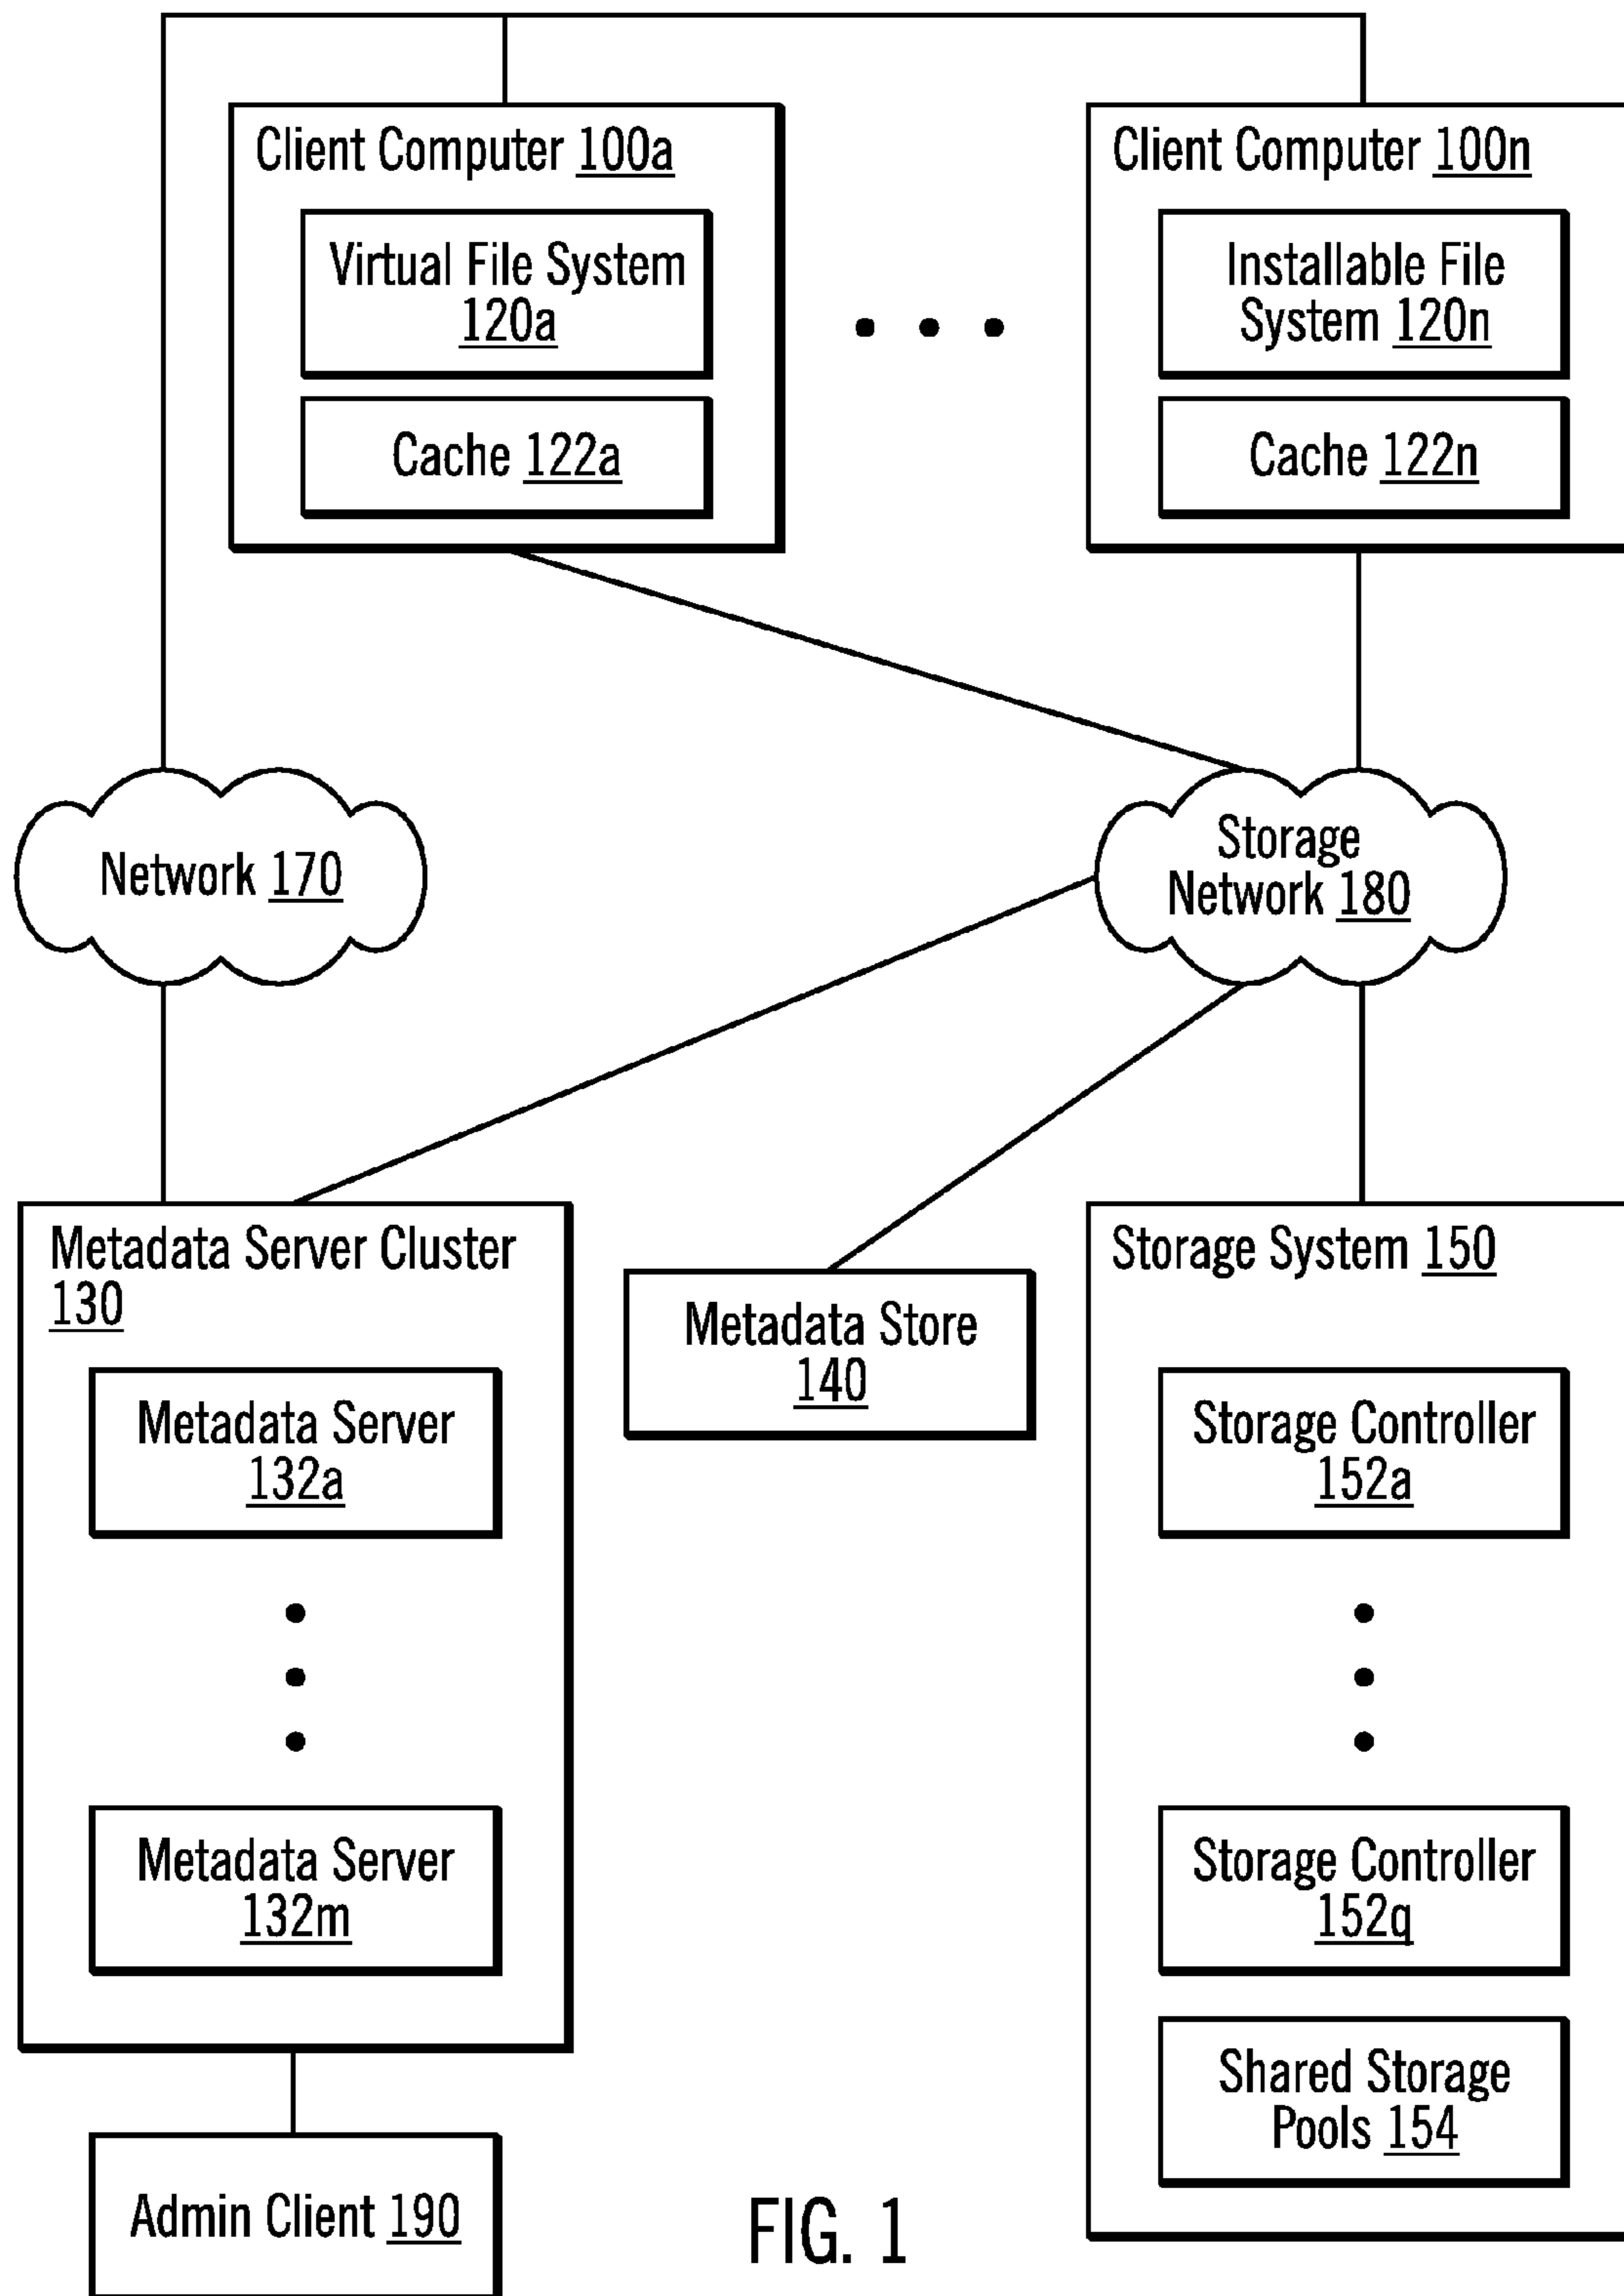 Client Computer 100a
Virtual File System
120a
Cache 122a
Client Computer 100n
Installable File
System 120n
Cache 122n
Network 170
Storage
Network 180
Metadata Server Cluster
130
Metadata Server
132a
Metadata Server
132m
Metadata Store
140
Storage System 150
Storage Controller
152a
Storage Controller
152q
Shared Storage
Pools 154
Admin Client 190
FIG. 1